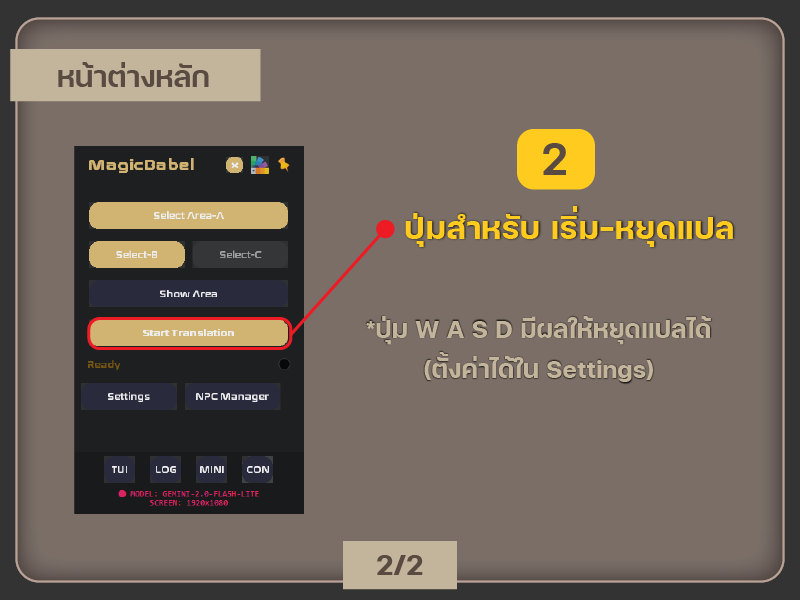 หน้าต่างหลัก
MagicDabel
Select Area-A
Select-B
Select-C
Show Area
Start Translation
Ready
Settings
NPC Manager
TUI
LOG
MINI
CON
MODEL: GEMINI-2.0-FLASH-LITE
SCREEN: 1920x1080
2
ปุ่มสำหรับ เริ่ม-หยุดแปล
*ปุ่ม W A S D มีผลให้หยุดแปลได้
(ตั้งค่าได้ใน Settings)
2/2